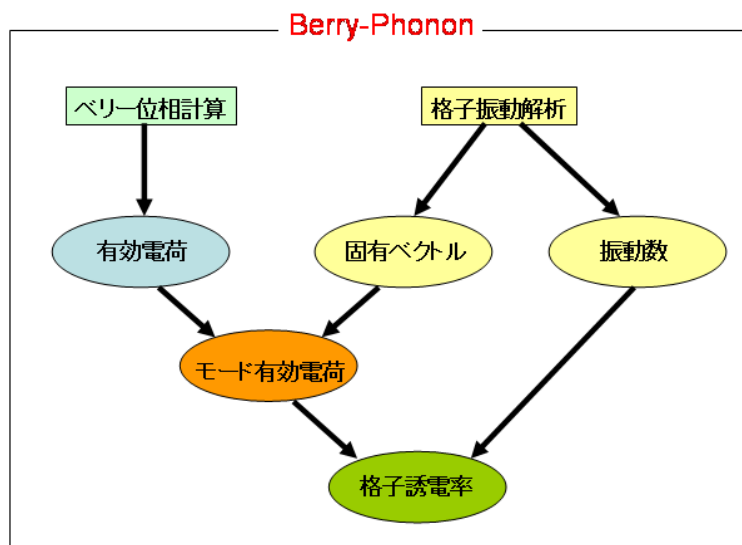 Berry-Phonon
ベリー位相計算
格子振動解析
有効電荷
固有ベクトル
振動数
モード有効電荷
格子誘電率